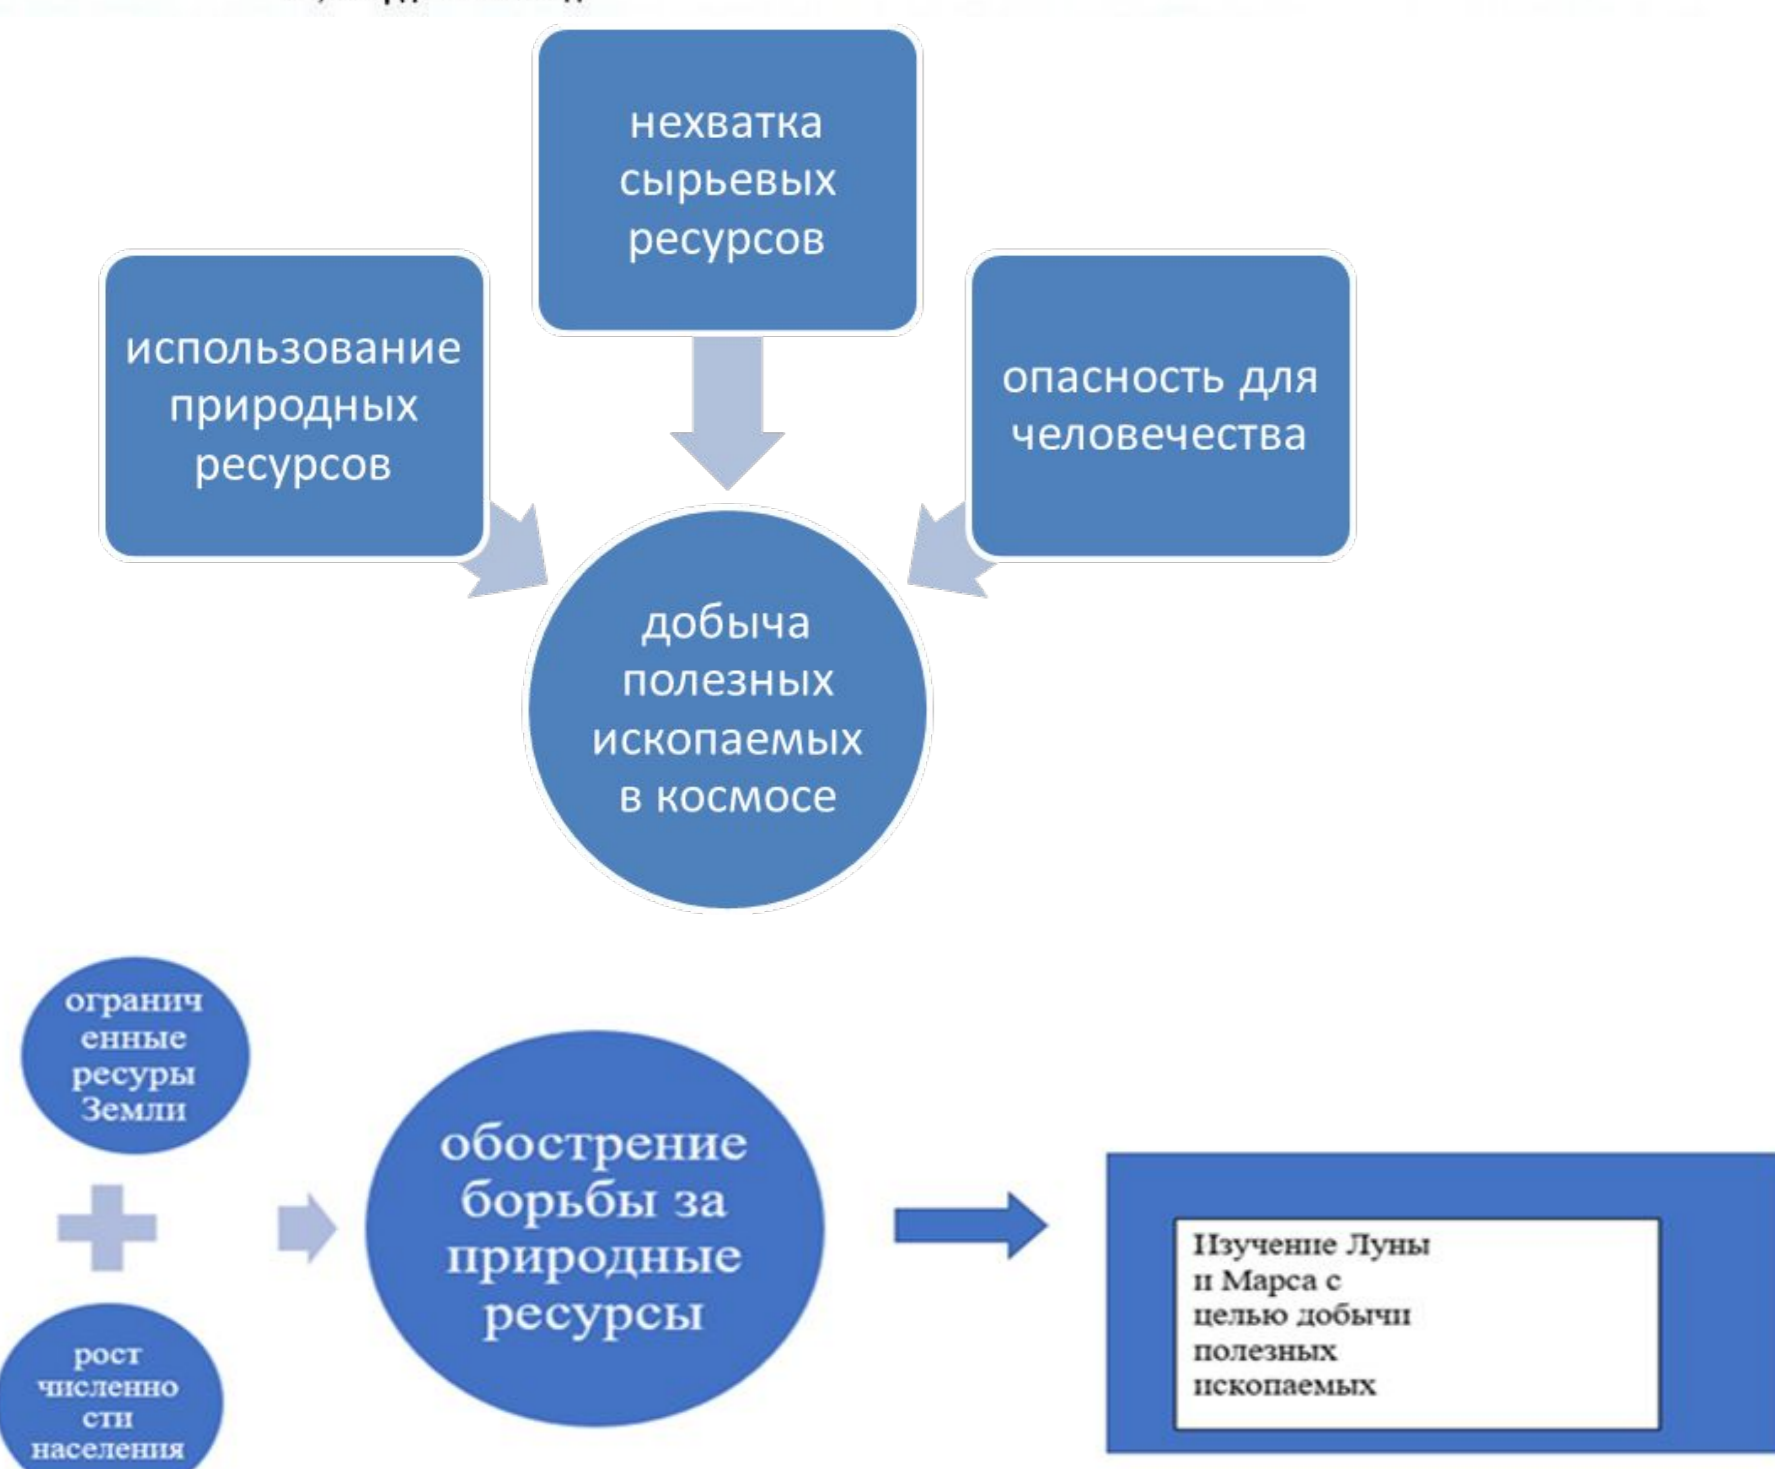 нехватка
сырьевых
ресурсов
использование
природных
ресурсов
опасность для
человечества
добыча
полезных
ископаемых
в космосе
огранич
енные
ресуры
Земли
рост
численно
сти
населения
обострение
борьбы за
природные
ресурсы
Изучение Луны
и Марса с
целью добычи
полезных
ископаемых